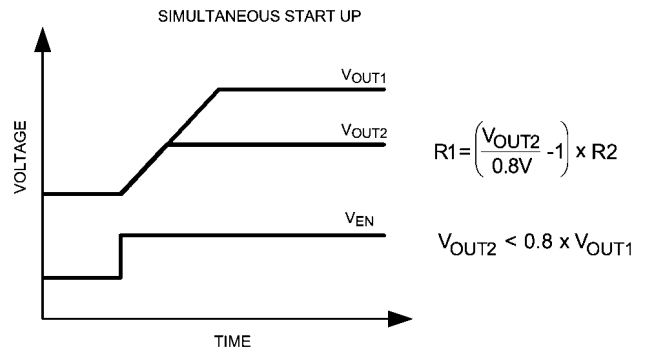 SIMULTANEOUS START UP
VOLTAGE
VOUT1
VOUT2
VEN
TIME
R1=(VOUT2/0.8V -1) x R2
VOUT2 < 0.8 x VOUT1